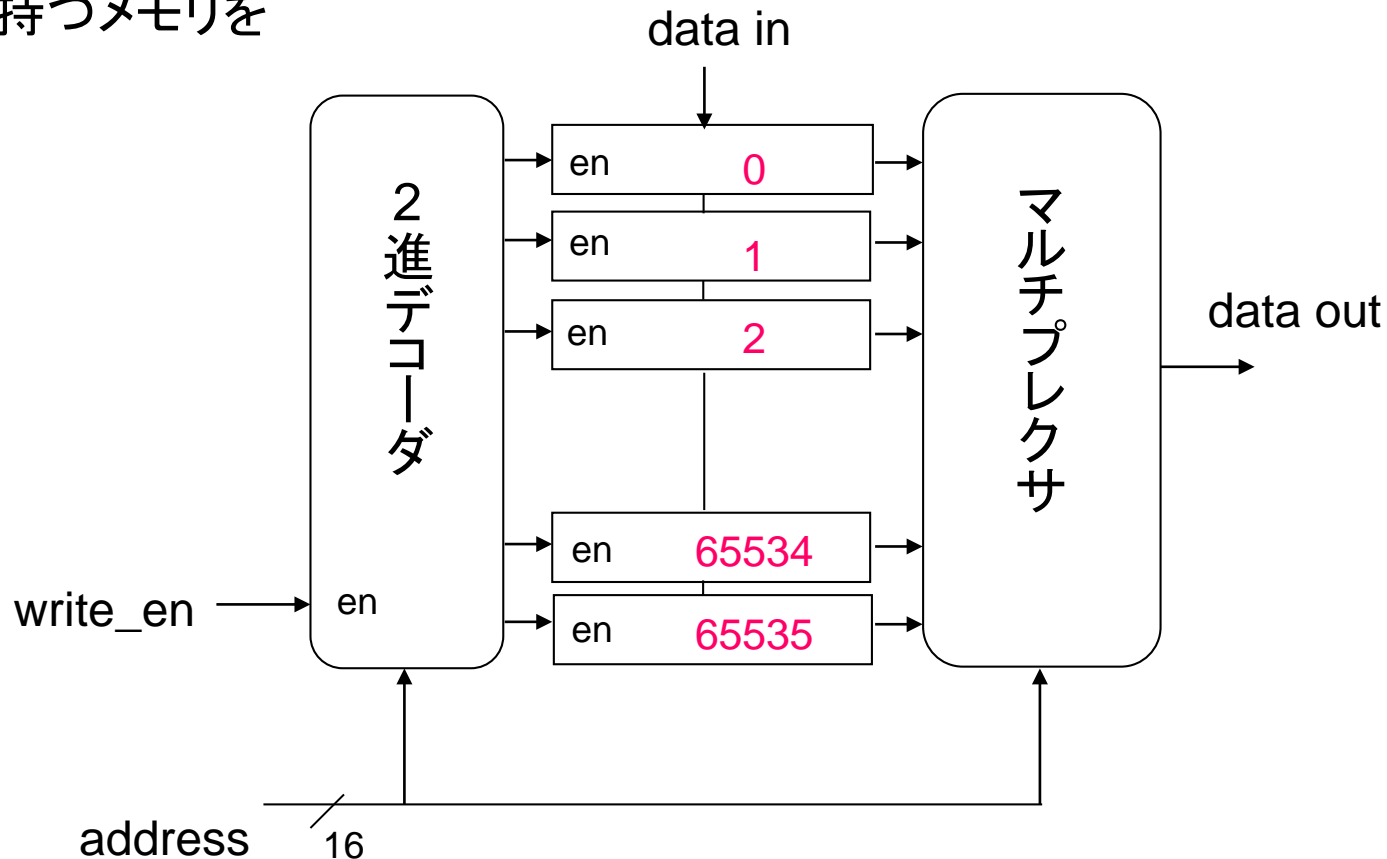 持つメモリを
data in
２進デコーダ
en 0
en 1
en 2
en 65534
en 65535
マルチプレクサ
data out
write_en
en
address
16